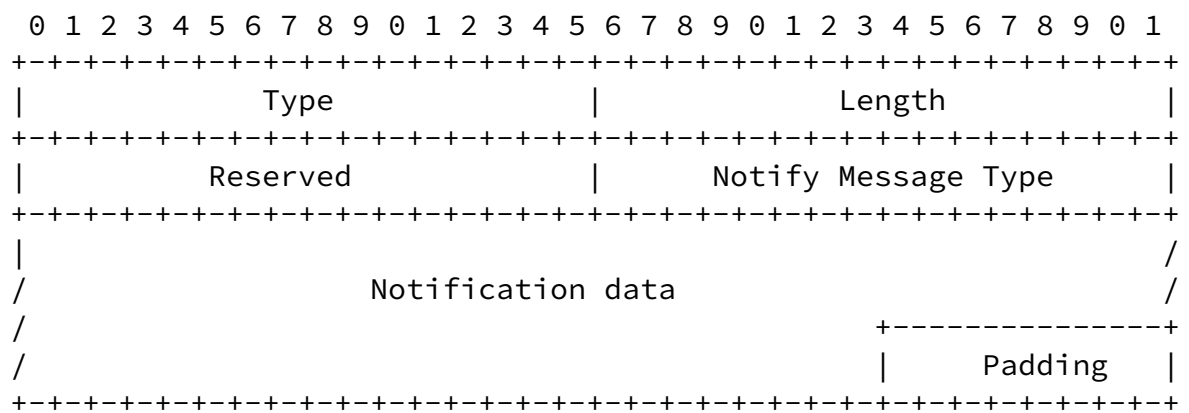 0 1 2 3 4 5 6 7 8 9 0 1 2 3 4 5 6 7 8 9 0 1 2 3 4 5 6 7 8 9 0 1
+-+-+-+-+-+-+-+-+-+-+-+-+-+-+-+-+-+-+-+-+-+-+-+-+-+-+-+-+-+-+-+-+
|             Type              |             Length            |
+-+-+-+-+-+-+-+-+-+-+-+-+-+-+-+-+-+-+-+-+-+-+-+-+-+-+-+-+-+-+-+-+
|          Reserved             |      Notify Message Type      |
+-+-+-+-+-+-+-+-+-+-+-+-+-+-+-+-+-+-+-+-+-+-+-+-+-+-+-+-+-+-+-+-+
|                                                               /
/                   Notification data                           /
/                                               +---------------+
/                                               |     Padding   |
+-+-+-+-+-+-+-+-+-+-+-+-+-+-+-+-+-+-+-+-+-+-+-+-+-+-+-+-+-+-+-+-+